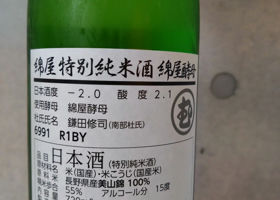 綿屋 特別純米酒 綿屋酵母
日本酒度 －2.0 酸度 2.1
使用酵母 綿屋酵母
杜氏氏名 鎌田修司(南部杜氏)
6991 R1BY
品目 日本酒 (特別純米酒)
米(国産)・米こうじ(国産米)
長野県産美山錦 100%
55% アルコール分 15度